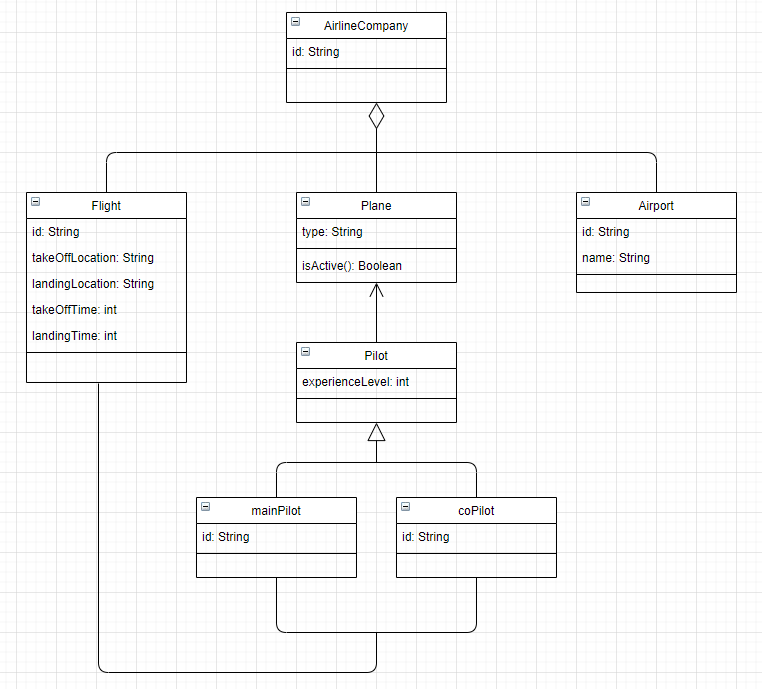 AirlineCompany
id: String
Flight
id: String
takeOffLocation: String
landingLocation: String
takeOffTime: int
landingTime: int
Plane
type: String
isActive(): Boolean
Airport
id: String
name: String
Pilot
experienceLevel: int
mainPilot
id: String
coPilot
id: String